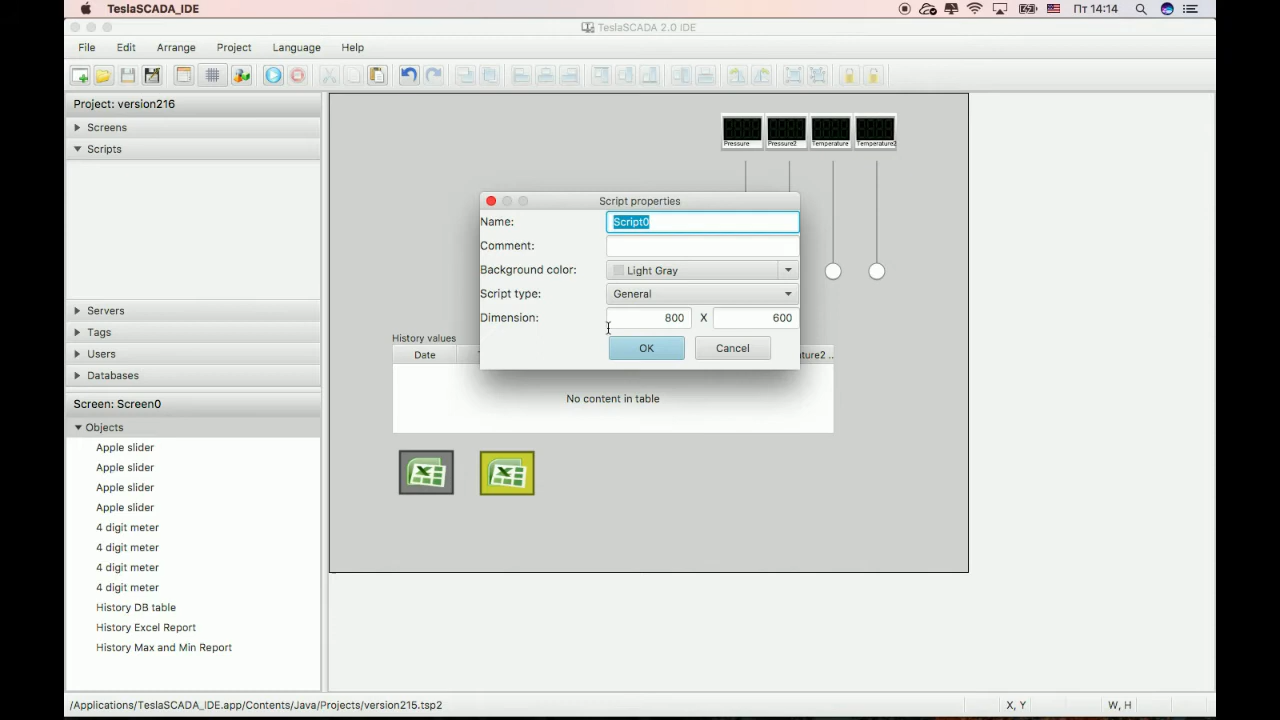 TeslaSCADA_IDE
Пт 14:14
TeslaSCADA 2.0 IDE
File Edit Arrange Project Language Help
Project: version216
Screens
Scripts
Servers
Tags
Users
Databases
Screen: Screen0
Objects
Apple slider
Apple slider
Apple slider
Apple slider
4 digit meter
4 digit meter
4 digit meter
4 digit meter
History DB table
History Excel Report
History Max and Min Report
Pressure Pressure2 Temperature Temperature2
Script properties
Name: Script0
Comment:
Background color: Light Gray
Script type: General
Dimension: 800 X 600
OK Cancel
History values
Date ture2 ..
No content in table
/Applications/TeslaSCADA_IDE.app/Contents/Java/Projects/version215.tsp2
X, Y W, H